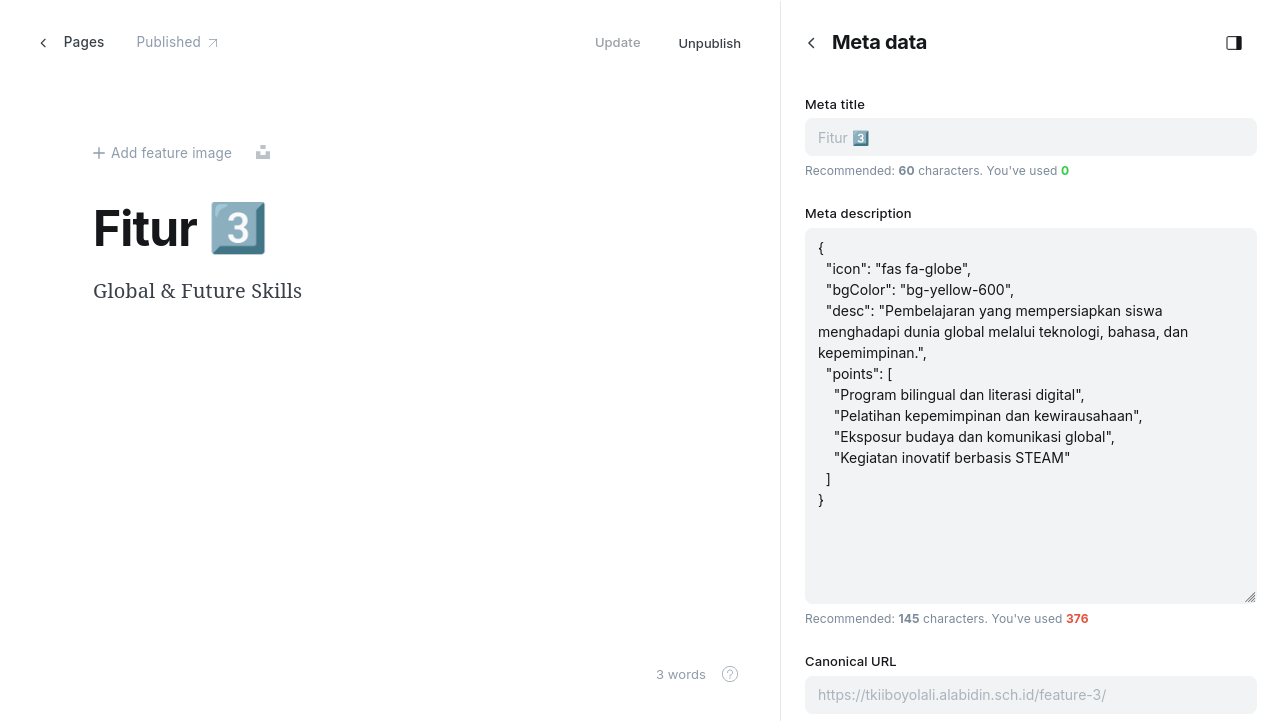 Pages
Published
Update
Unpublish
Add feature image
Fitur 3️⃣
Global & Future Skills
3 words
?
Meta data
Meta title
Fitur 3️⃣
Recommended: 60 characters. You've used 0
Meta description
{
  "icon": "fas fa-globe",
  "bgColor": "bg-yellow-600",
  "desc": "Pembelajaran yang mempersiapkan siswa
menghadapi dunia global melalui teknologi, bahasa, dan
kepemimpinan.",
  "points": [
    "Program bilingual dan literasi digital",
    "Pelatihan kepemimpinan dan kewirausahaan",
    "Eksposur budaya dan komunikasi global",
    "Kegiatan inovatif berbasis STEAM"
  ]
}
Recommended: 145 characters. You've used 376
Canonical URL
https://tkiiboyolali.alabidin.sch.id/feature-3/